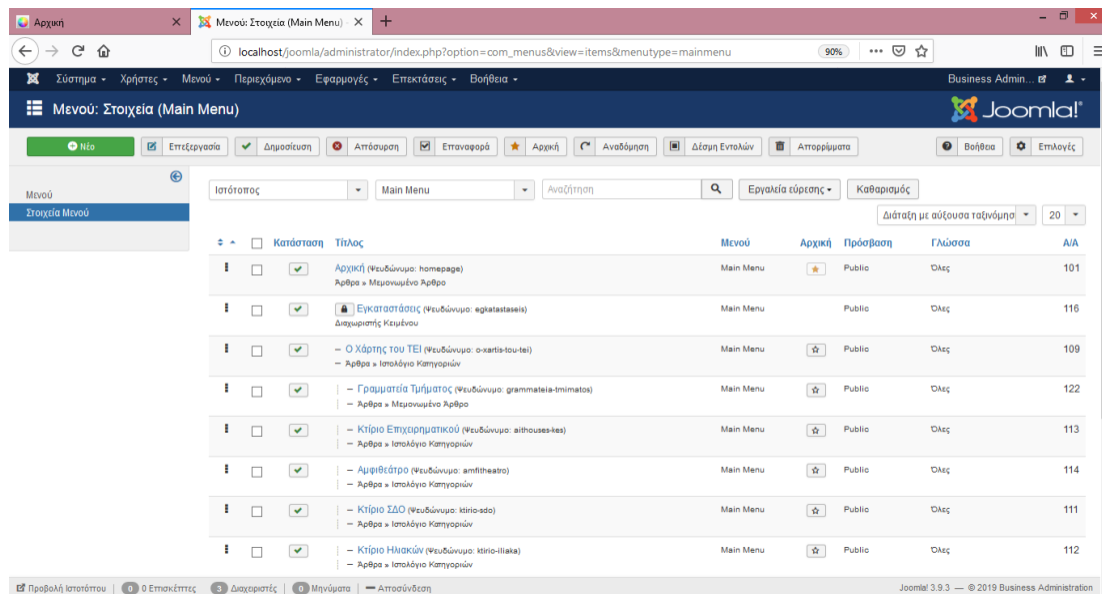 Αρχική
Μενού: Στοιχεία (Main Menu) -
localhost/joomla/administrator/index.php?option=com_menus&view=items&menutype=mainmenu
90%
Σύστημα Χρήστες Μενού Περιεχόμενο Εφαρμογές Επεκτάσεις Βοήθεια
Business Admin...
Μενού: Στοιχεία (Main Menu)
Joomla!®
Νέο Επεξεργασία Δημοσίευση Απόσυρση Επαναφορά Αρχική Αναδόμηση Δέσμη Εντολών Απορρίμματα Βοήθεια Επιλογές
Μενού
Στοιχεία Μενού
Ιστότοπος Main Menu Αναζήτηση Εργαλεία εύρεσης Καθαρισμός
Διάταξη με αύξουσα ταξινόμησ 20
Κατάσταση Τίτλος Μενού Αρχική Πρόσβαση Γλώσσα Α/Α
Αρχική (Ψευδώνυμο: homepage) Main Menu Public Όλες 101
Άρθρα » Μεμονωμένο Άρθρο
Εγκαταστάσεις (Ψευδώνυμο: egkatastaseis) Main Menu Public Όλες 116
Διαχωριστής Κειμένου
– Ο Χάρτης του ΤΕΙ (Ψευδώνυμο: o-xartis-tou-tei) Main Menu Public Όλες 109
– Άρθρα » Ιστολόγιο Κατηγοριών
– Γραμματεία Τμήματος (Ψευδώνυμο: grammateia-tmimatos) Main Menu Public Όλες 122
– Άρθρα » Μεμονωμένο Άρθρο
– Κτίριο Επιχειρηματικού (Ψευδώνυμο: aithouses-kes) Main Menu Public Όλες 113
– Άρθρα » Ιστολόγιο Κατηγοριών
– Αμφιθεάτρο (Ψευδώνυμο: amfitheatro) Main Menu Public Όλες 114
– Άρθρα » Ιστολόγιο Κατηγοριών
– Κτίριο ΣΔΟ (Ψευδώνυμο: ktirio-sdo) Main Menu Public Όλες 111
– Άρθρα » Ιστολόγιο Κατηγοριών
– Κτίριο Ηλιακών (Ψευδώνυμο: ktirio-iliaka) Main Menu Public Όλες 112
– Άρθρα » Ιστολόγιο Κατηγοριών
Προβολή Ιστοτόπου 0 0 Επισκέπτες 3 Διαχειριστές 0 Μηνύματα Αποσύνδεση
Joomla! 3.9.3 — © 2019 Business Administration